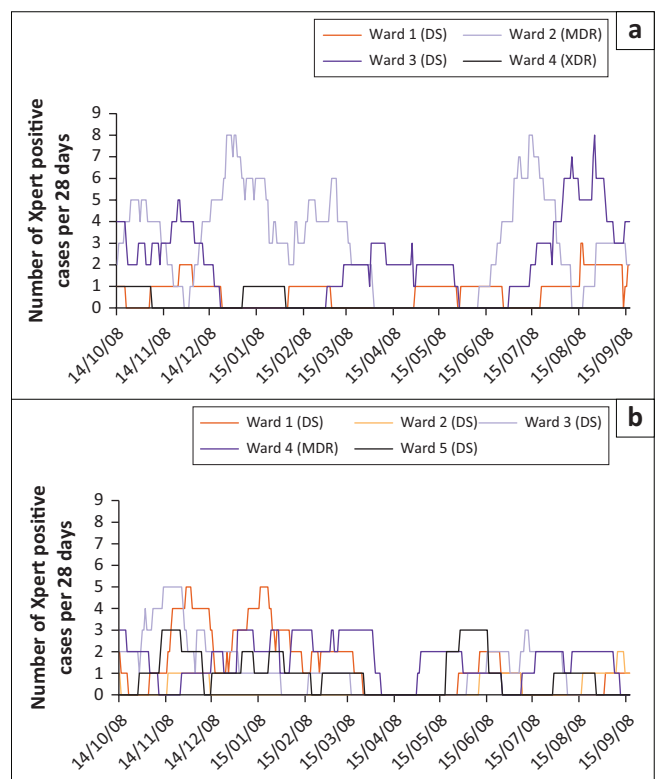 a
Ward 1 (DS) Ward 2 (MDR)
Ward 3 (DS) Ward 4 (XDR)
Number of Xpert positive
cases per 28 days
9
8
7
6
5
4
3
2
1
0
14/10/08 14/11/08 14/12/08 15/01/08 15/02/08 15/03/08 15/04/08 15/05/08 15/06/08 15/07/08 15/08/08 15/09/08
b
Ward 1 (DS) Ward 2 (DS) Ward 3 (DS)
Ward 4 (MDR) Ward 5 (DS)
Number of Xpert positive
cases per 28 days
9
8
7
6
5
4
3
2
1
0
14/10/08 14/11/08 14/12/08 15/01/08 15/02/08 15/03/08 15/04/08 15/05/08 15/06/08 15/07/08 15/08/08 15/09/08